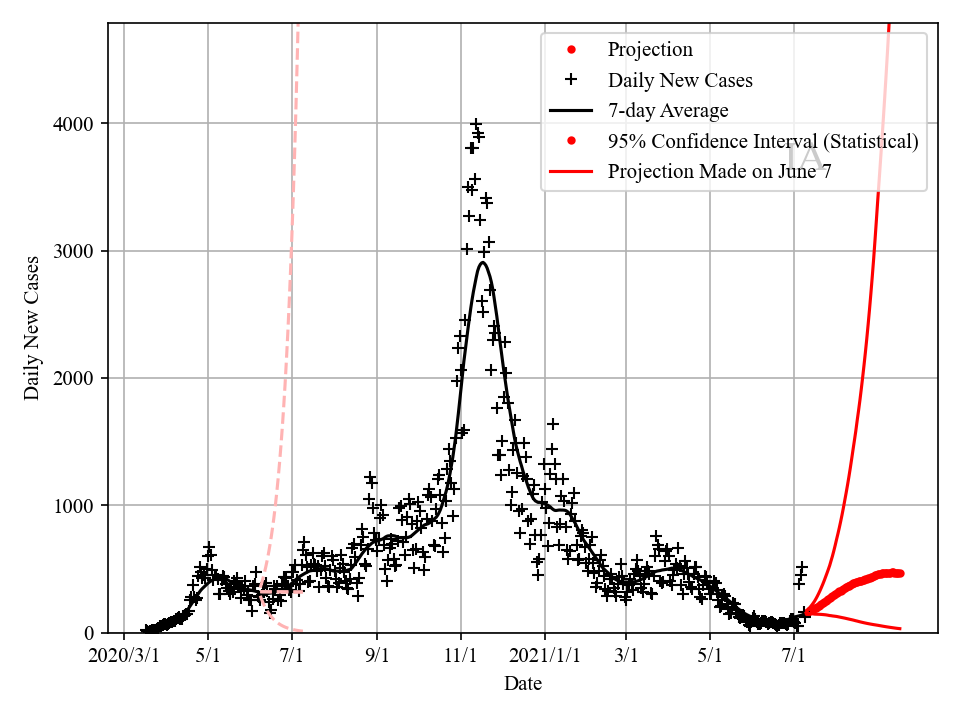 Projection
Daily New Cases
7-day Average
95% Confidence Interval (Statistical)
Projection Made on June 7
IA
Daily New Cases
4000
3000
2000
1000
0
2020/3/1 5/1 7/1 9/1 11/1 2021/1/1 3/1 5/1 7/1
Date